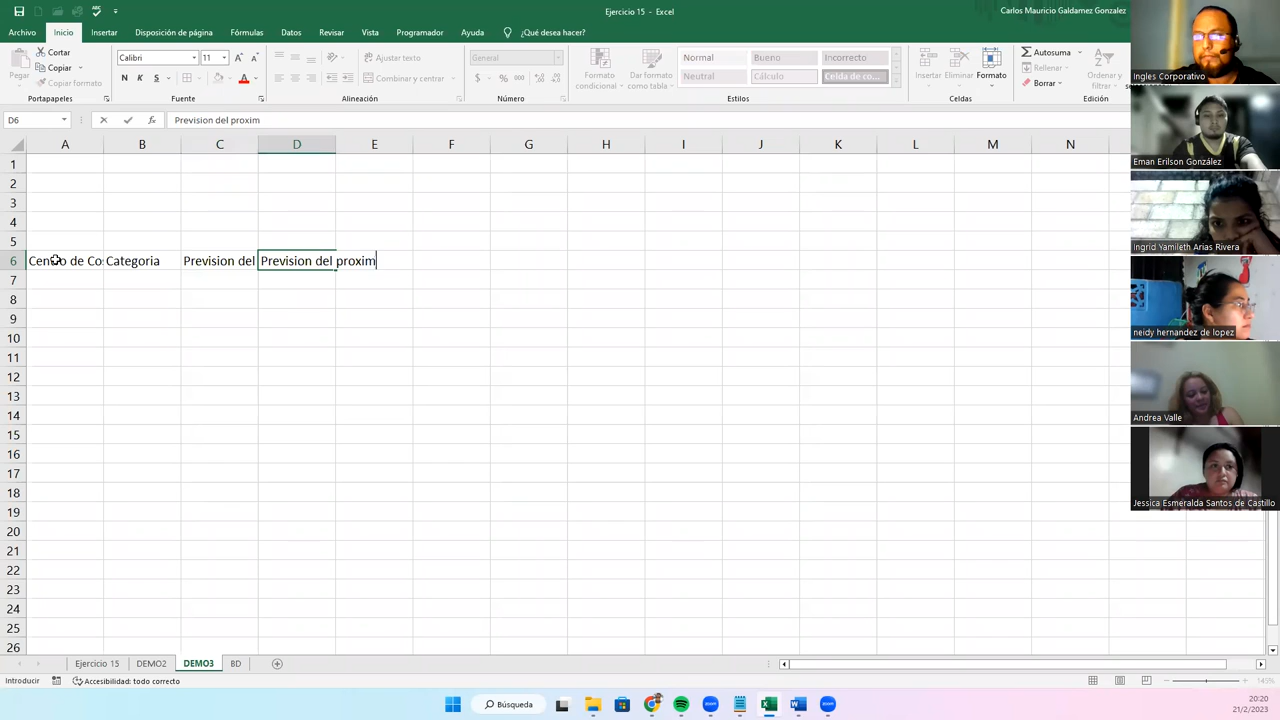 Ejercicio 15 - Excel
Carlos Mauricio Galdamez Gonzalez
Archivo Inicio Insertar Disposición de página Fórmulas Datos Revisar Vista Programador Ayuda ¿Qué desea hacer?
Pegar
Cortar
Copiar
Copiar formato
Portapapeles
Calibri 11
N K S
Fuente
Ajustar texto
Combinar y centrar
Alineación
General
Número
Formato condicional
Dar formato como tabla
Normal Bueno Incorrecto
Neutral Cálculo Celda de co...
Estilos
Insertar Eliminar Formato
Celdas
Autosuma
Rellenar
Borrar
Ordenar y
Edición
D6
fx
Prevision del proxim
A B C D E F G H I J K L M N
1
2
3
4
5
6 Centro de Co Categoria Prevision del Prevision del proxim
7
8
9
10
11
12
13
14
15
16
17
18
19
20
21
22
23
24
25
26
Ejercicio 15 DEMO2 DEMO3 BD
Introducir
Accesibilidad: todo correcto
145%
Búsqueda
20:20
21/2/2023
Ingles Corporativo
Eman Erilson González
Ingrid Yamileth Arias Rivera
neidy hernandez de lopez
Andrea Valle
Jessica Esmeralda Santos de Castillo